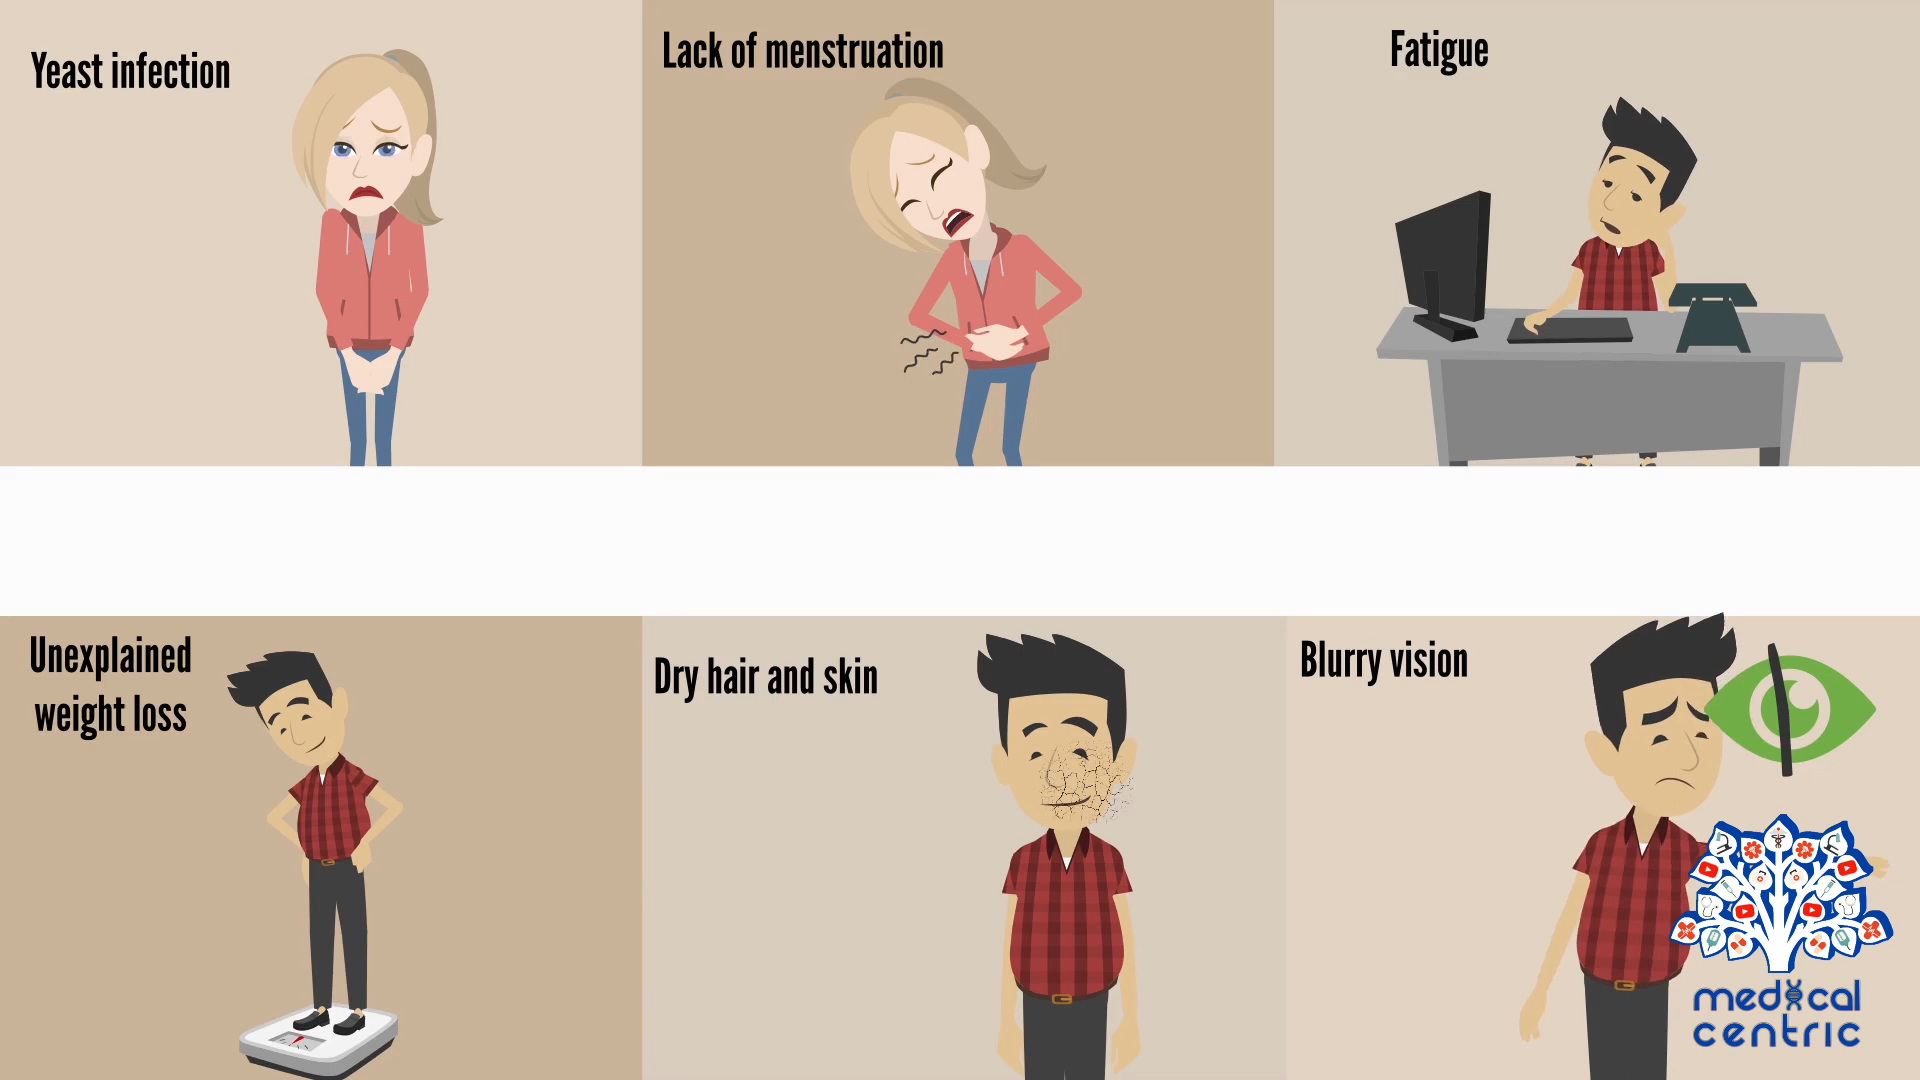 Yeast infection
Lack of menstruation
Fatigue
Unexplained
weight loss
Dry hair and skin
Blurry vision
medical
centric